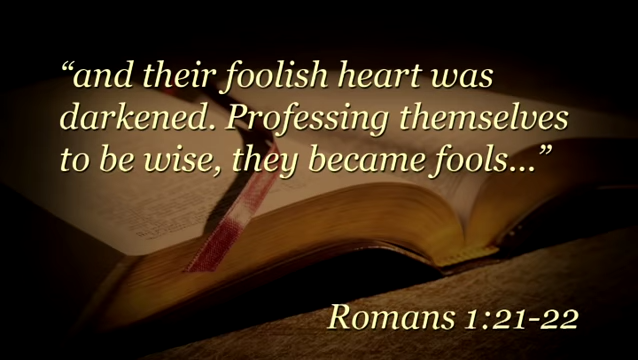 “and their foolish heart was
darkened. Professing themselves
to be wise, they became fools...”
Romans 1:21-22